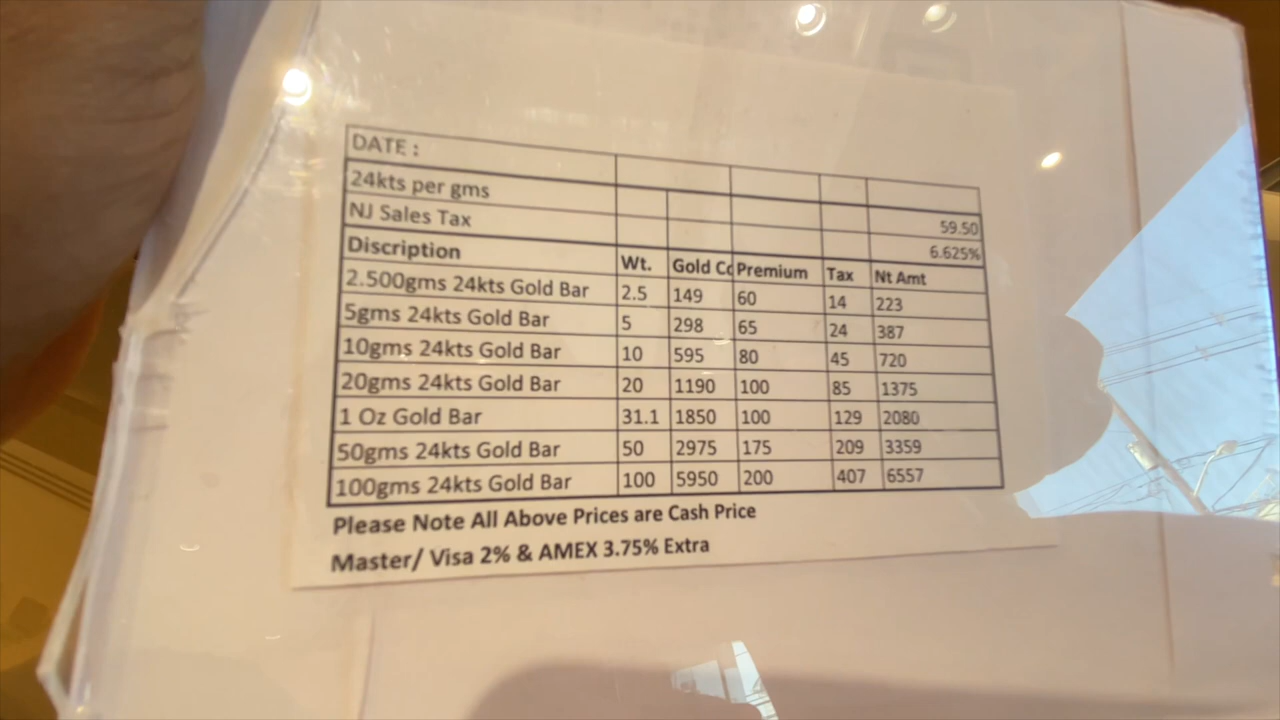 DATE :
24kts per gms 59.50
NJ Sales Tax 6.625%
Discription Wt. Gold Cc Premium Tax Nt Amt
2.500gms 24kts Gold Bar 2.5 149 60 14 223
5gms 24kts Gold Bar 5 298 65 24 387
10gms 24kts Gold Bar 10 595 80 45 720
20gms 24kts Gold Bar 20 1190 100 85 1375
1 Oz Gold Bar 31.1 1850 100 129 2080
50gms 24kts Gold Bar 50 2975 175 209 3359
100gms 24kts Gold Bar 100 5950 200 407 6557
Please Note All Above Prices are Cash Price
Master/ Visa 2% & AMEX 3.75% Extra